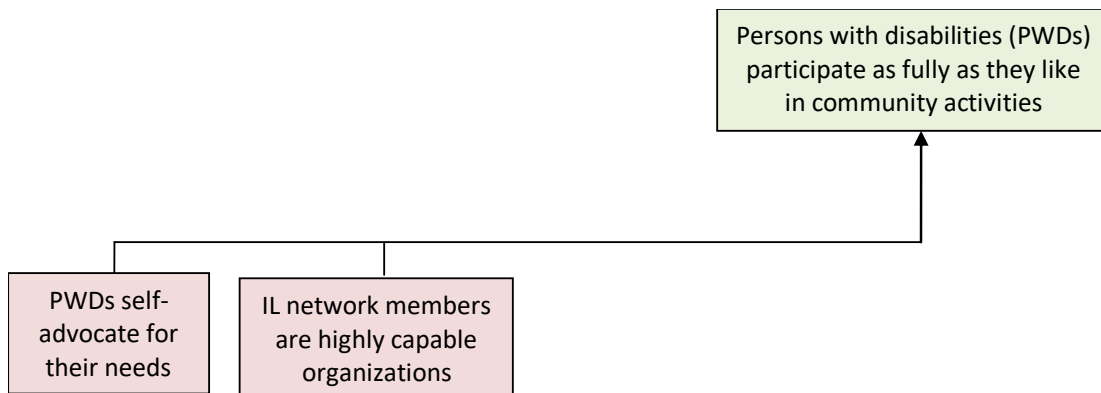 Persons with disabilities (PWDs)
participate as fully as they like
in community activities
PWDs self-
advocate for
their needs
IL network members
are highly capable
organizations